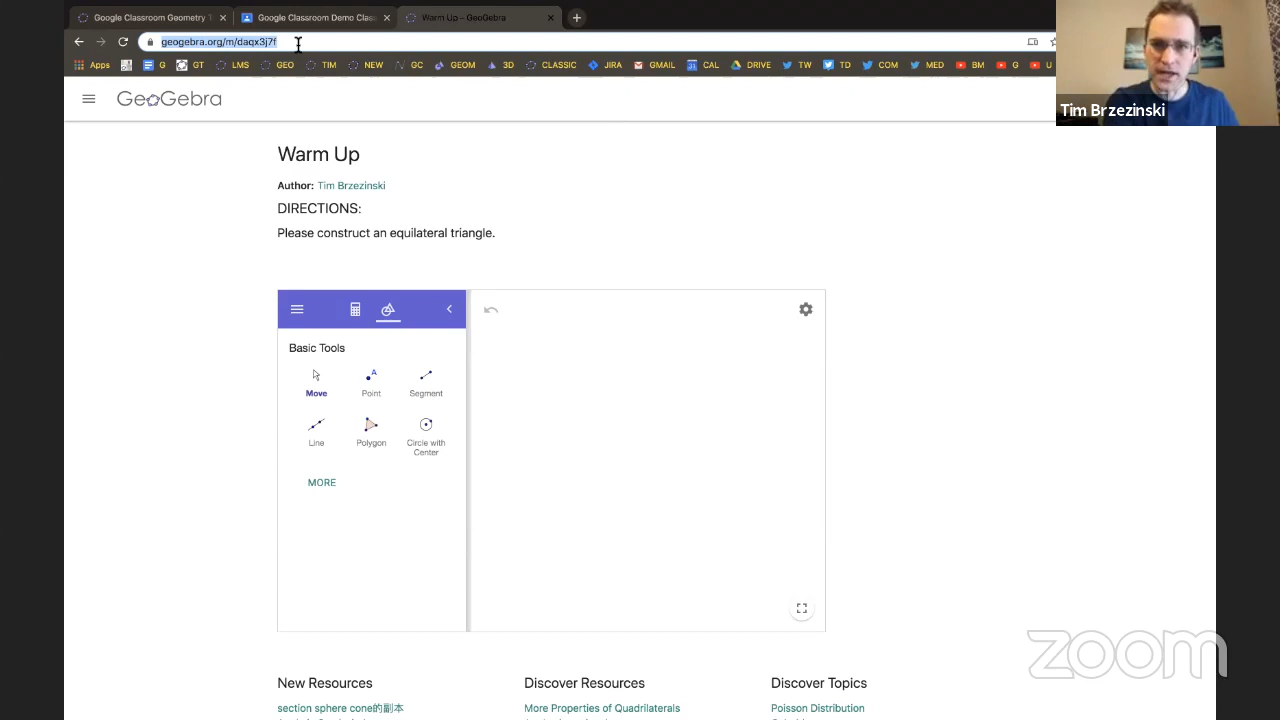 Google Classroom Geometry T
Google Classroom Demo Class
Warm Up – GeoGebra
geogebra.org/m/daqx3j7f
Apps
G
GT
LMS
GEO
TIM
NEW
GC
GEOM
3D
CLASSIC
JIRA
GMAIL
CAL
DRIVE
TW
TD
COM
MED
BM
G
U
Tim Brzezinski
GeoGebra
Warm Up
Author: Tim Brzezinski
DIRECTIONS:
Please construct an equilateral triangle.
Basic Tools
Move
Point
A
Segment
Line
Polygon
Circle with
Center
MORE
zoom
New Resources
Discover Resources
Discover Topics
section sphere cone的副本
More Properties of Quadrilaterals
Poisson Distribution